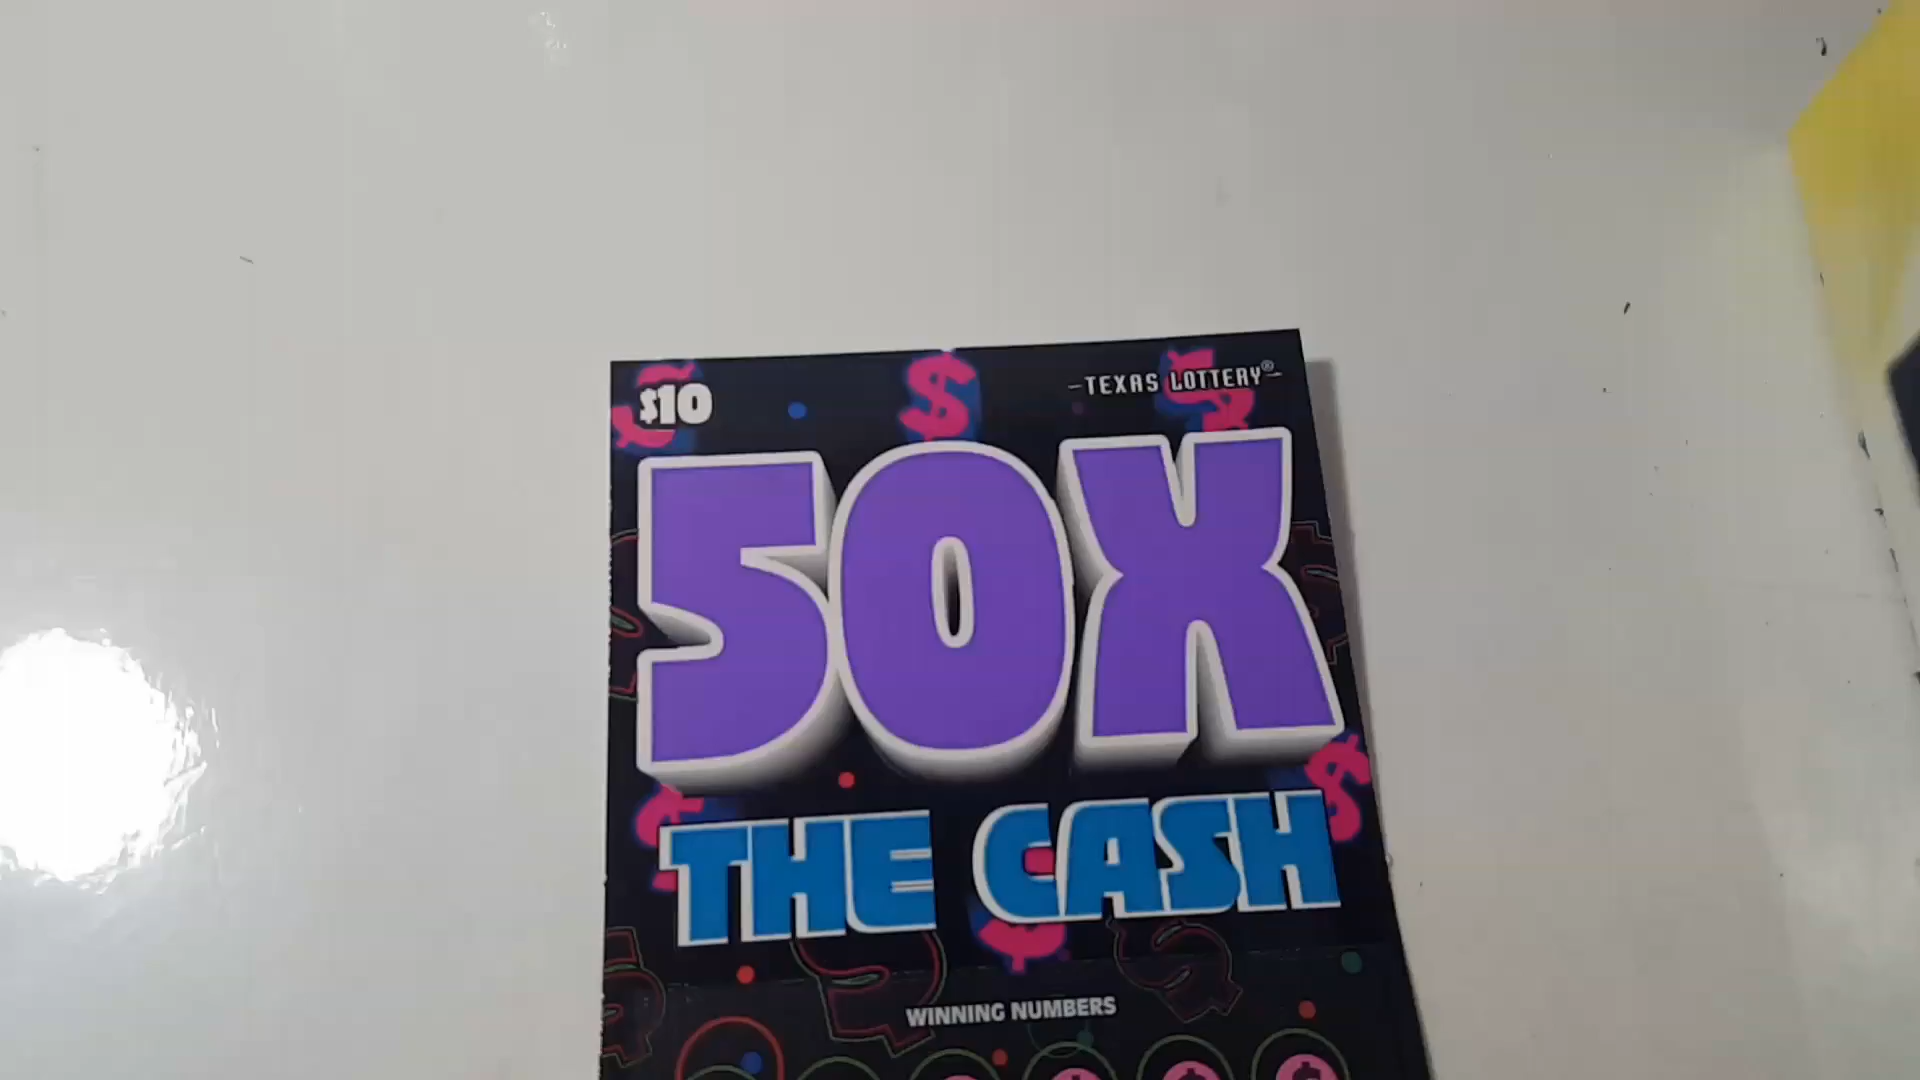 $10
-TEXAS LOTTERY®-
50X
THE CASH
WINNING NUMBERS